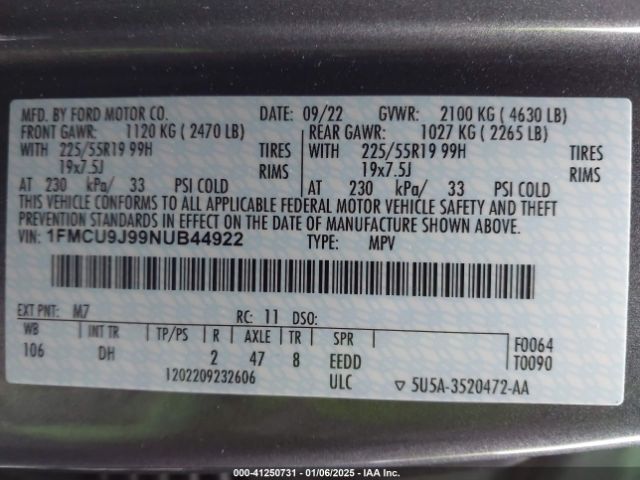 MFD. BY FORD MOTOR CO. DATE: 09/22 GVWR: 2100 KG ( 4630 LB)
FRONT GAWR: 1120 KG ( 2470 LB) REAR GAWR: 1027 KG ( 2265 LB)
WITH 225/55R19 99H TIRES WITH 225/55R19 99H TIRES
19x7.5J RIMS 19x7.5J RIMS
AT 230 kPa/ 33 PSI COLD AT 230 kPa/ 33 PSI COLD
THIS VEHICLE CONFORMS TO ALL APPLICABLE FEDERAL MOTOR VEHICLE SAFETY AND THEFT
PREVENTION STANDARDS IN EFFECT ON THE DATE OF MANUFACTURE SHOWN ABOVE.
VIN: 1FMCU9J99NUB44922 TYPE: MPV
EXT PNT: M7 RC: 11 DSO:
WB INT TR TP/PS R AXLE TR SPR F0064
106 DH 2 47 8 EEDD T0090
1202209232606 ULC ▽ 5U5A-3520472-AA
000-41250731 - 01/06/2025 - IAA Inc.